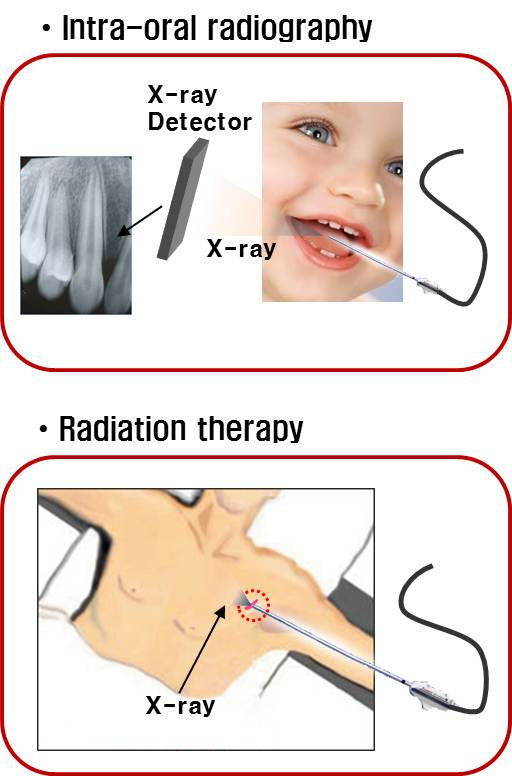 • Intra-oral radiography
X-ray
Detector
X-ray
• Radiation therapy
X-ray